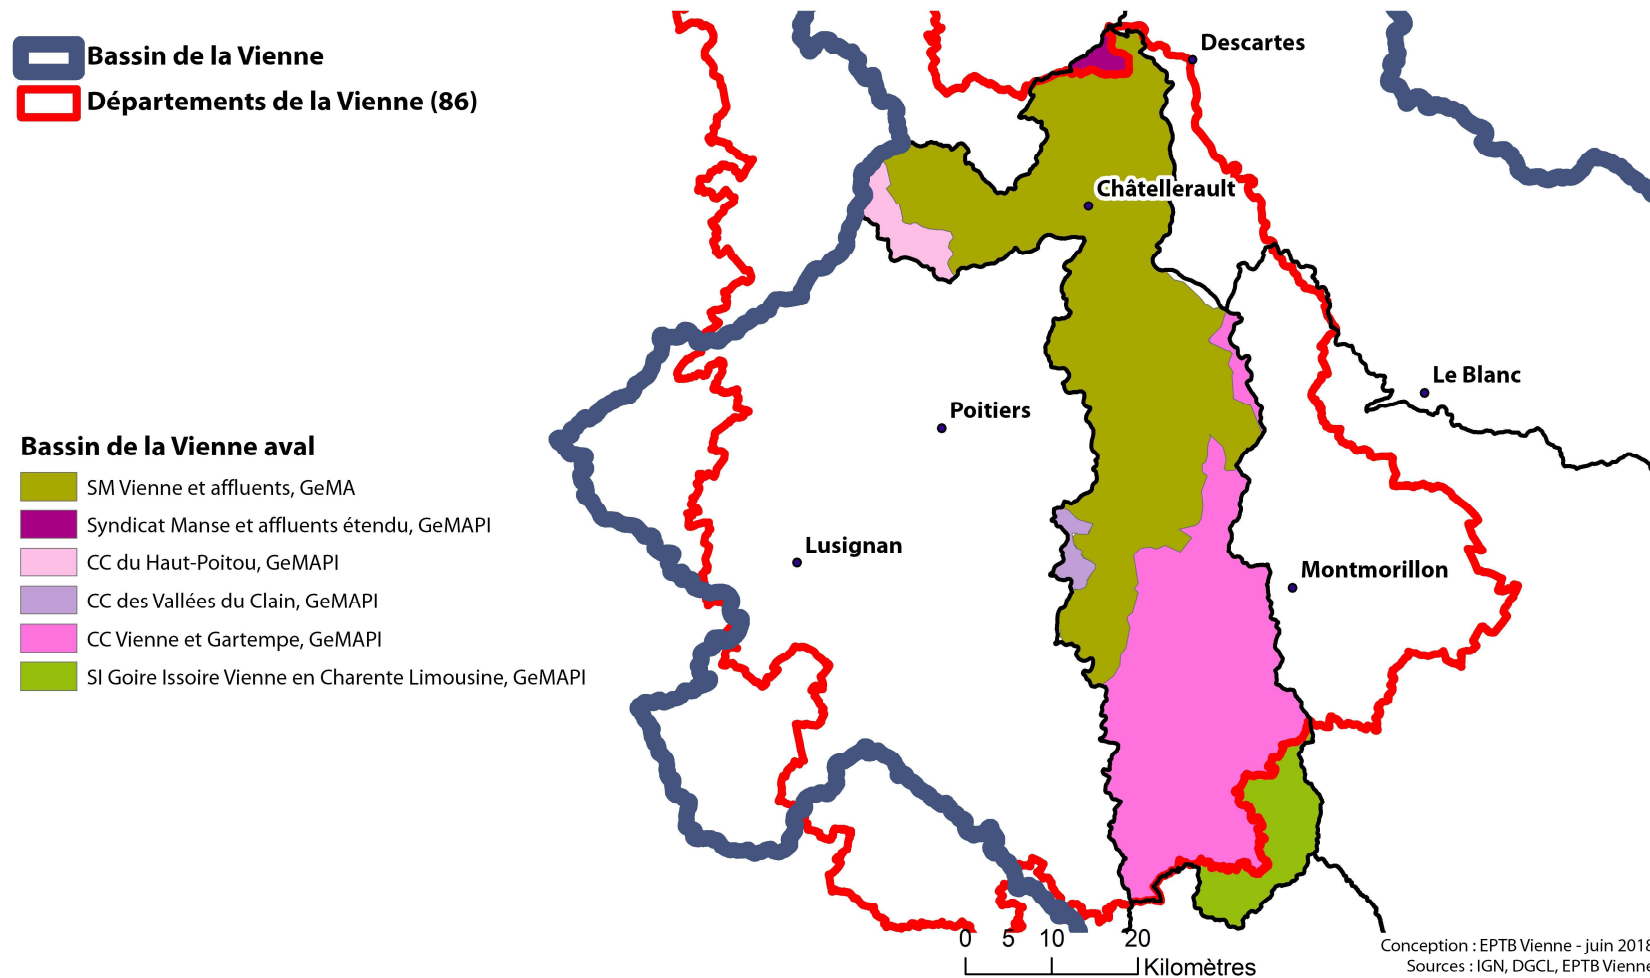 Bassin de la Vienne
Départements de la Vienne (86)
Descartes
Châtellerault
Le Blanc
Poitiers
Lusignan
Montmorillon
Bassin de la Vienne aval
SM Vienne et affluents, GeMA
Syndicat Manse et affluents étendu, GeMAPI
CC du Haut-Poitou, GeMAPI
CC des Vallées du Clain, GeMAPI
CC Vienne et Gartempe, GeMAPI
SI Goire Issoire Vienne en Charente Limousine, GeMAPI
0 5 10 20
Kilomètres
Conception : EPTB Vienne - juin 2018
Sources : IGN, DGCL, EPTB Vienne